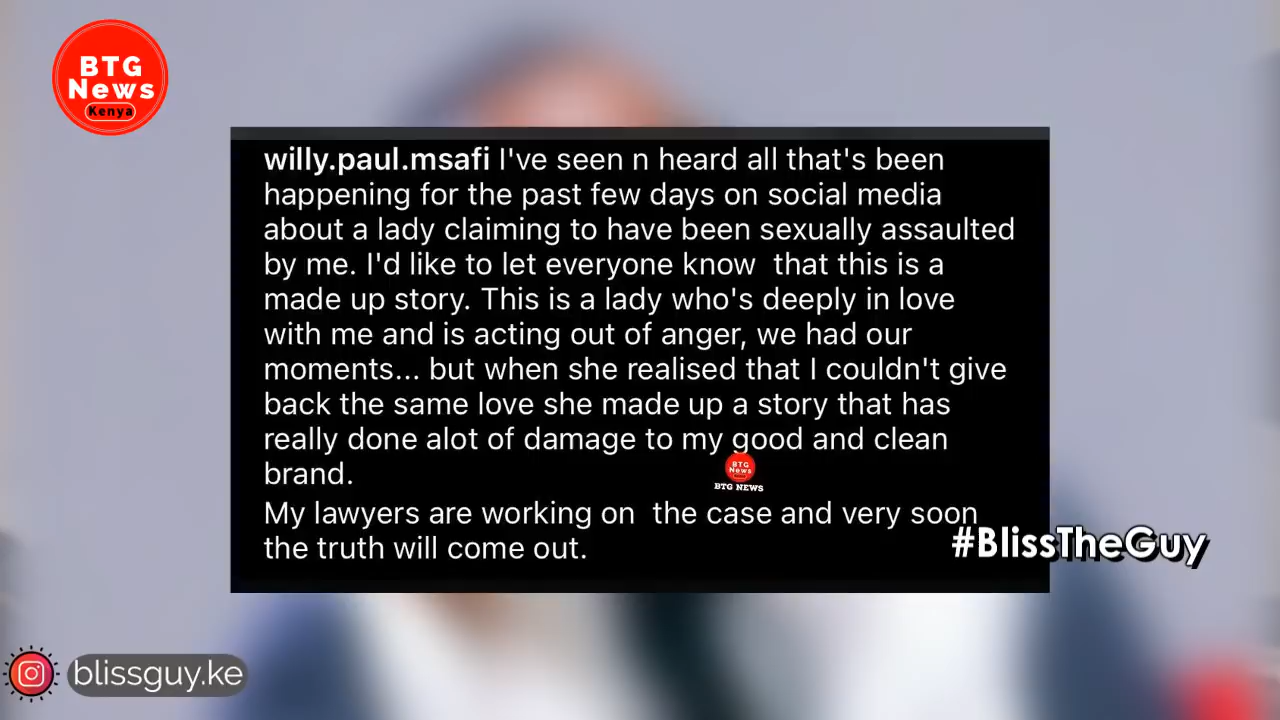 BTG
News
Kenya
willy.paul.msafi I've seen n heard all that's been
happening for the past few days on social media
about a lady claiming to have been sexually assaulted
by me. I'd like to let everyone know  that this is a
made up story. This is a lady who's deeply in love
with me and is acting out of anger, we had our
moments... but when she realised that I couldn't give
back the same love she made up a story that has
really done alot of damage to my good and clean
brand.
BTG
News
BTG NEWS
My lawyers are working on  the case and very soon
the truth will come out.
#BlissTheGuy
blissguy.ke